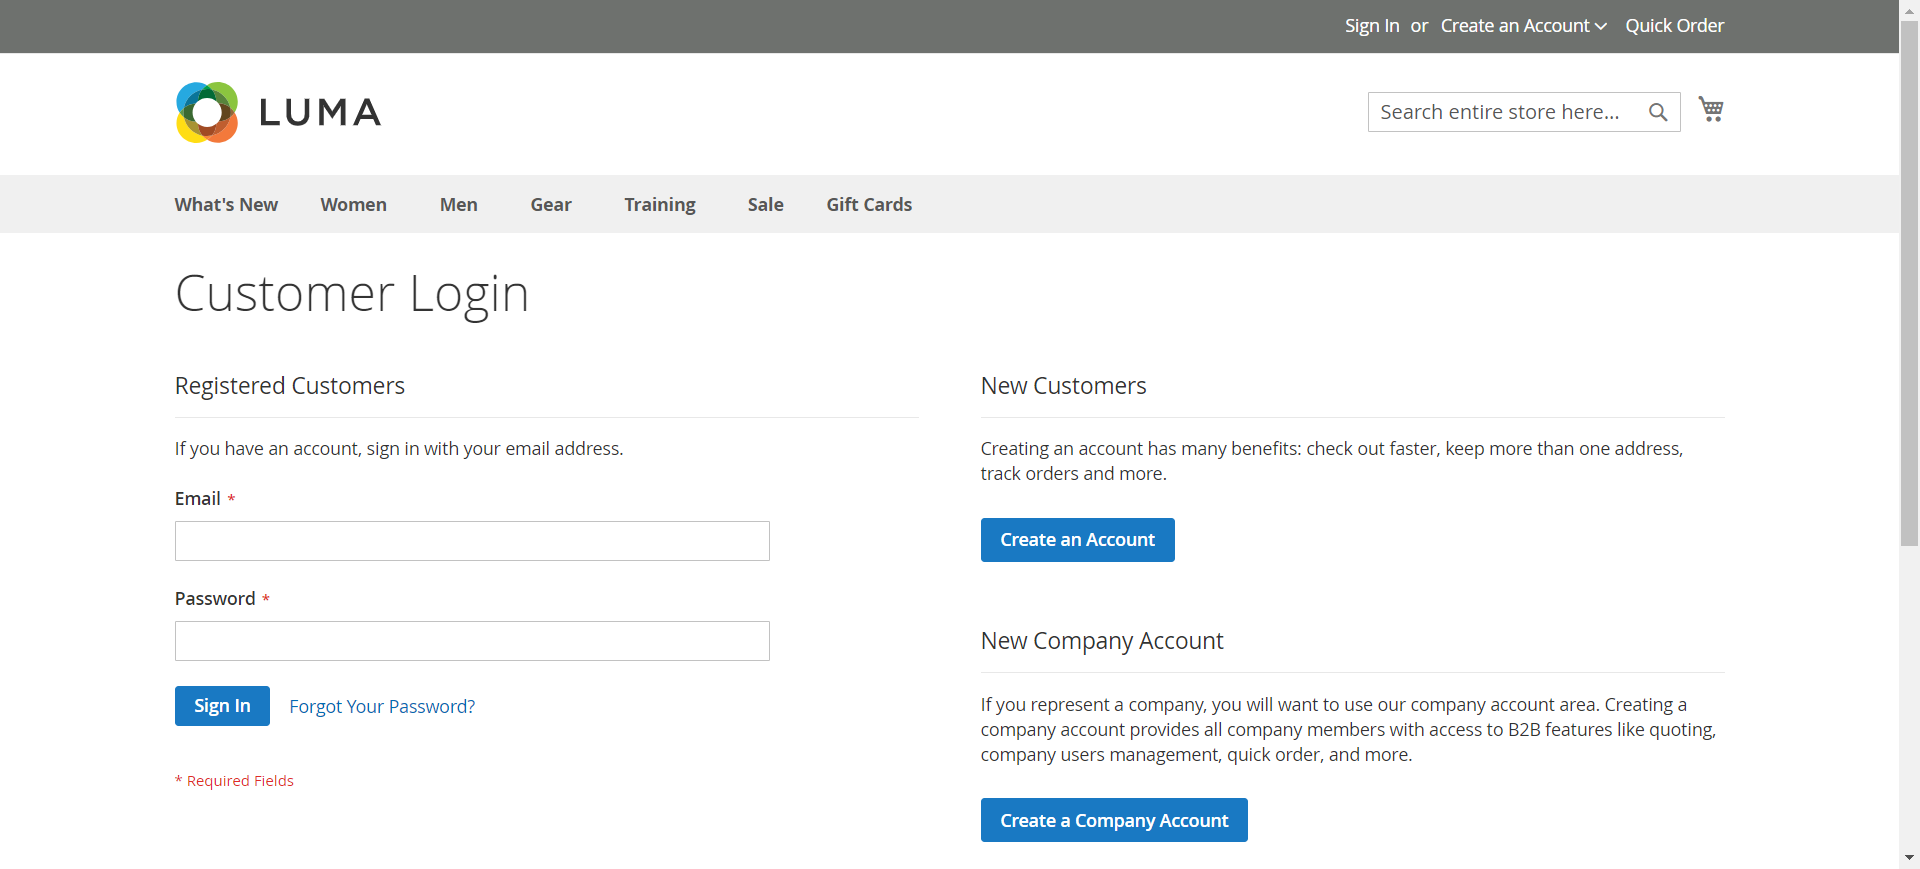 Sign In or Create an Account Quick Order
LUMA
Search entire store here...
What's New Women Men Gear Training Sale Gift Cards
Customer Login
Registered Customers
If you have an account, sign in with your email address.
Email *
Password *
Sign In Forgot Your Password?
* Required Fields
New Customers
Creating an account has many benefits: check out faster, keep more than one address,
track orders and more.
Create an Account
New Company Account
If you represent a company, you will want to use our company account area. Creating a
company account provides all company members with access to B2B features like quoting,
company users management, quick order, and more.
Create a Company Account